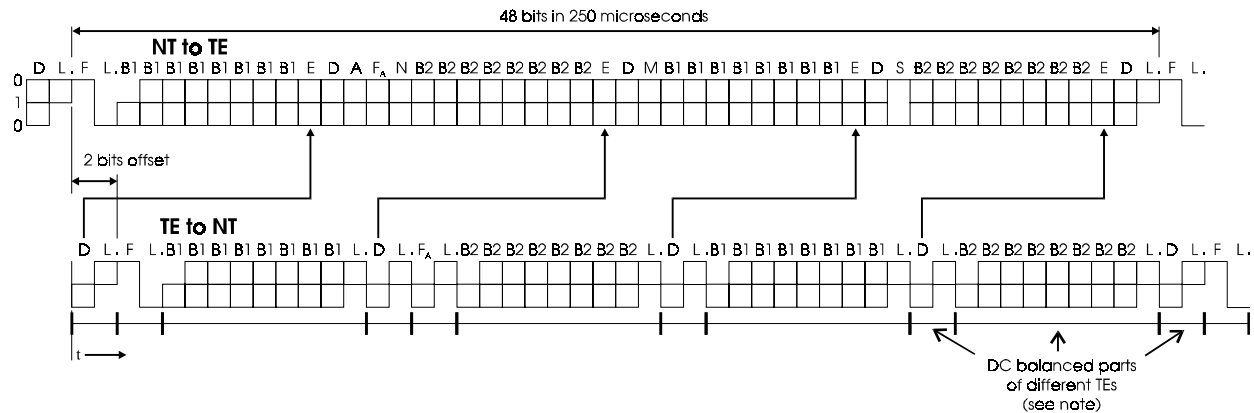 48 bits in 250 microseconds
NT to TE
D L. F L. B1 B1 B1 B1 B1 B1 B1 B1 E D A FA N B2 B2 B2 B2 B2 B2 B2 B2 E D M B1 B1 B1 B1 B1 B1 B1 B1 E D S B2 B2 B2 B2 B2 B2 B2 B2 E D L. F L.
0
1
0
2 bits offset
TE to NT
D L. F L. B1 B1 B1 B1 B1 B1 B1 B1 L. D L. FA L. B2 B2 B2 B2 B2 B2 B2 B2 L. D L. B1 B1 B1 B1 B1 B1 B1 B1 L. D L. B2 B2 B2 B2 B2 B2 B2 B2 L. D L. F L.
t
DC balanced parts
of different TEs
(see note)